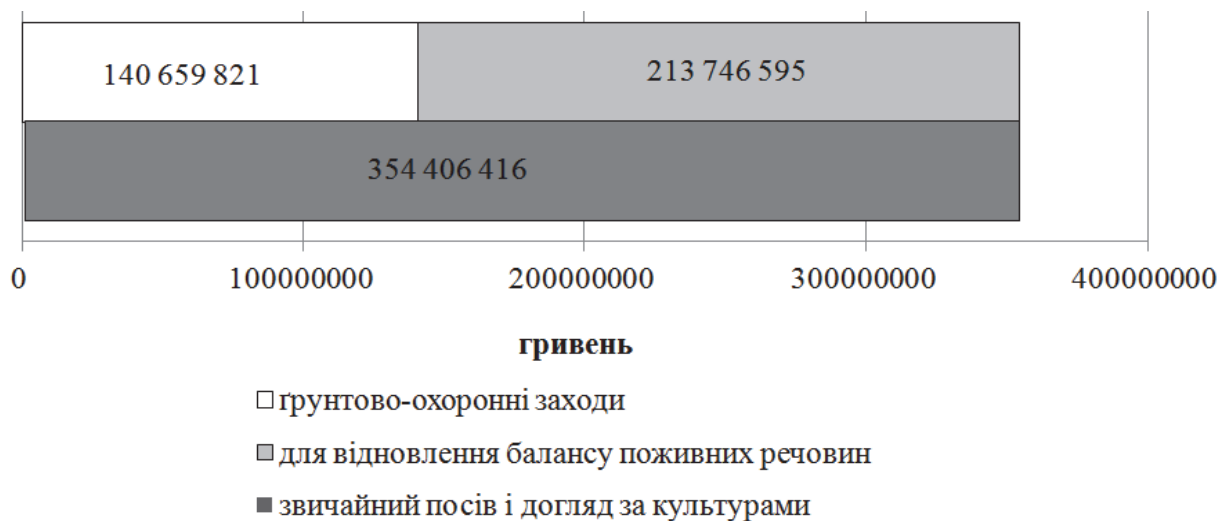 140 659 821
213 746 595
354 406 416
0 100000000 200000000 300000000 400000000
гривень
ґрунтово-охоронні заходи
для відновлення балансу поживних речовин
звичайний посів і догляд за культурами